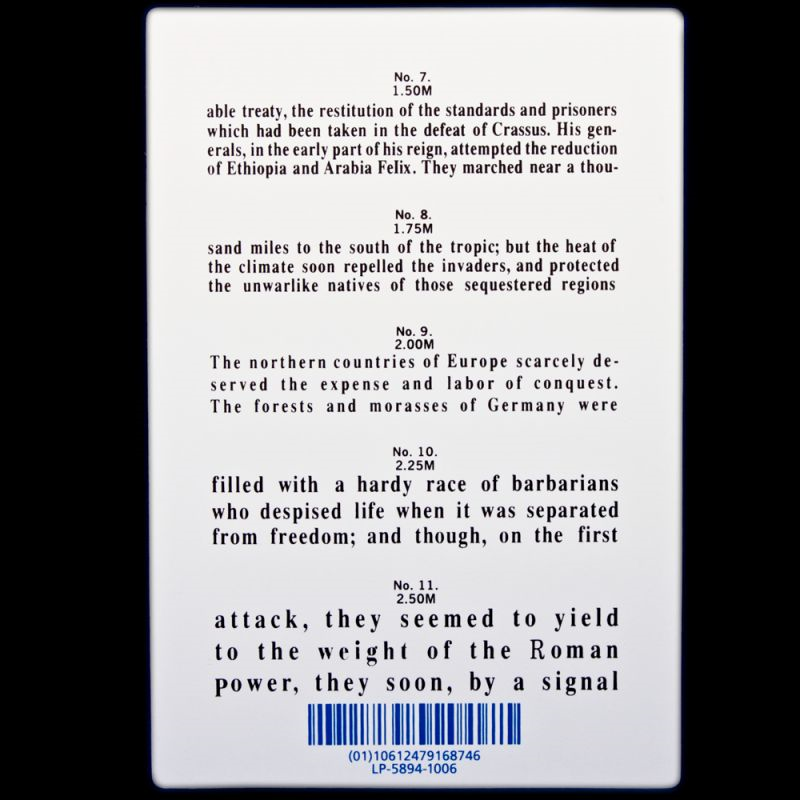 No. 7.
1.50M
able treaty, the restitution of the standards and prisoners
which had been taken in the defeat of Crassus. His gen-
erals, in the early part of his reign, attempted the reduction
of Ethiopia and Arabia Felix. They marched near a thou-
No. 8.
1.75M
sand miles to the south of the tropic; but the heat of
the climate soon repelled the invaders, and protected
the unwarlike natives of those sequestered regions
No. 9.
2.00M
The northern countries of Europe scarcely de-
served the expense and labor of conquest.
The forests and morasses of Germany were
No. 10.
2.25M
filled with a hardy race of barbarians
who despised life when it was separated
from freedom; and though, on the first
No. 11.
2.50M
attack, they seemed to yield
to the weight of the Roman
power, they soon, by a signal
(01)10612479168746
LP-5894-1006